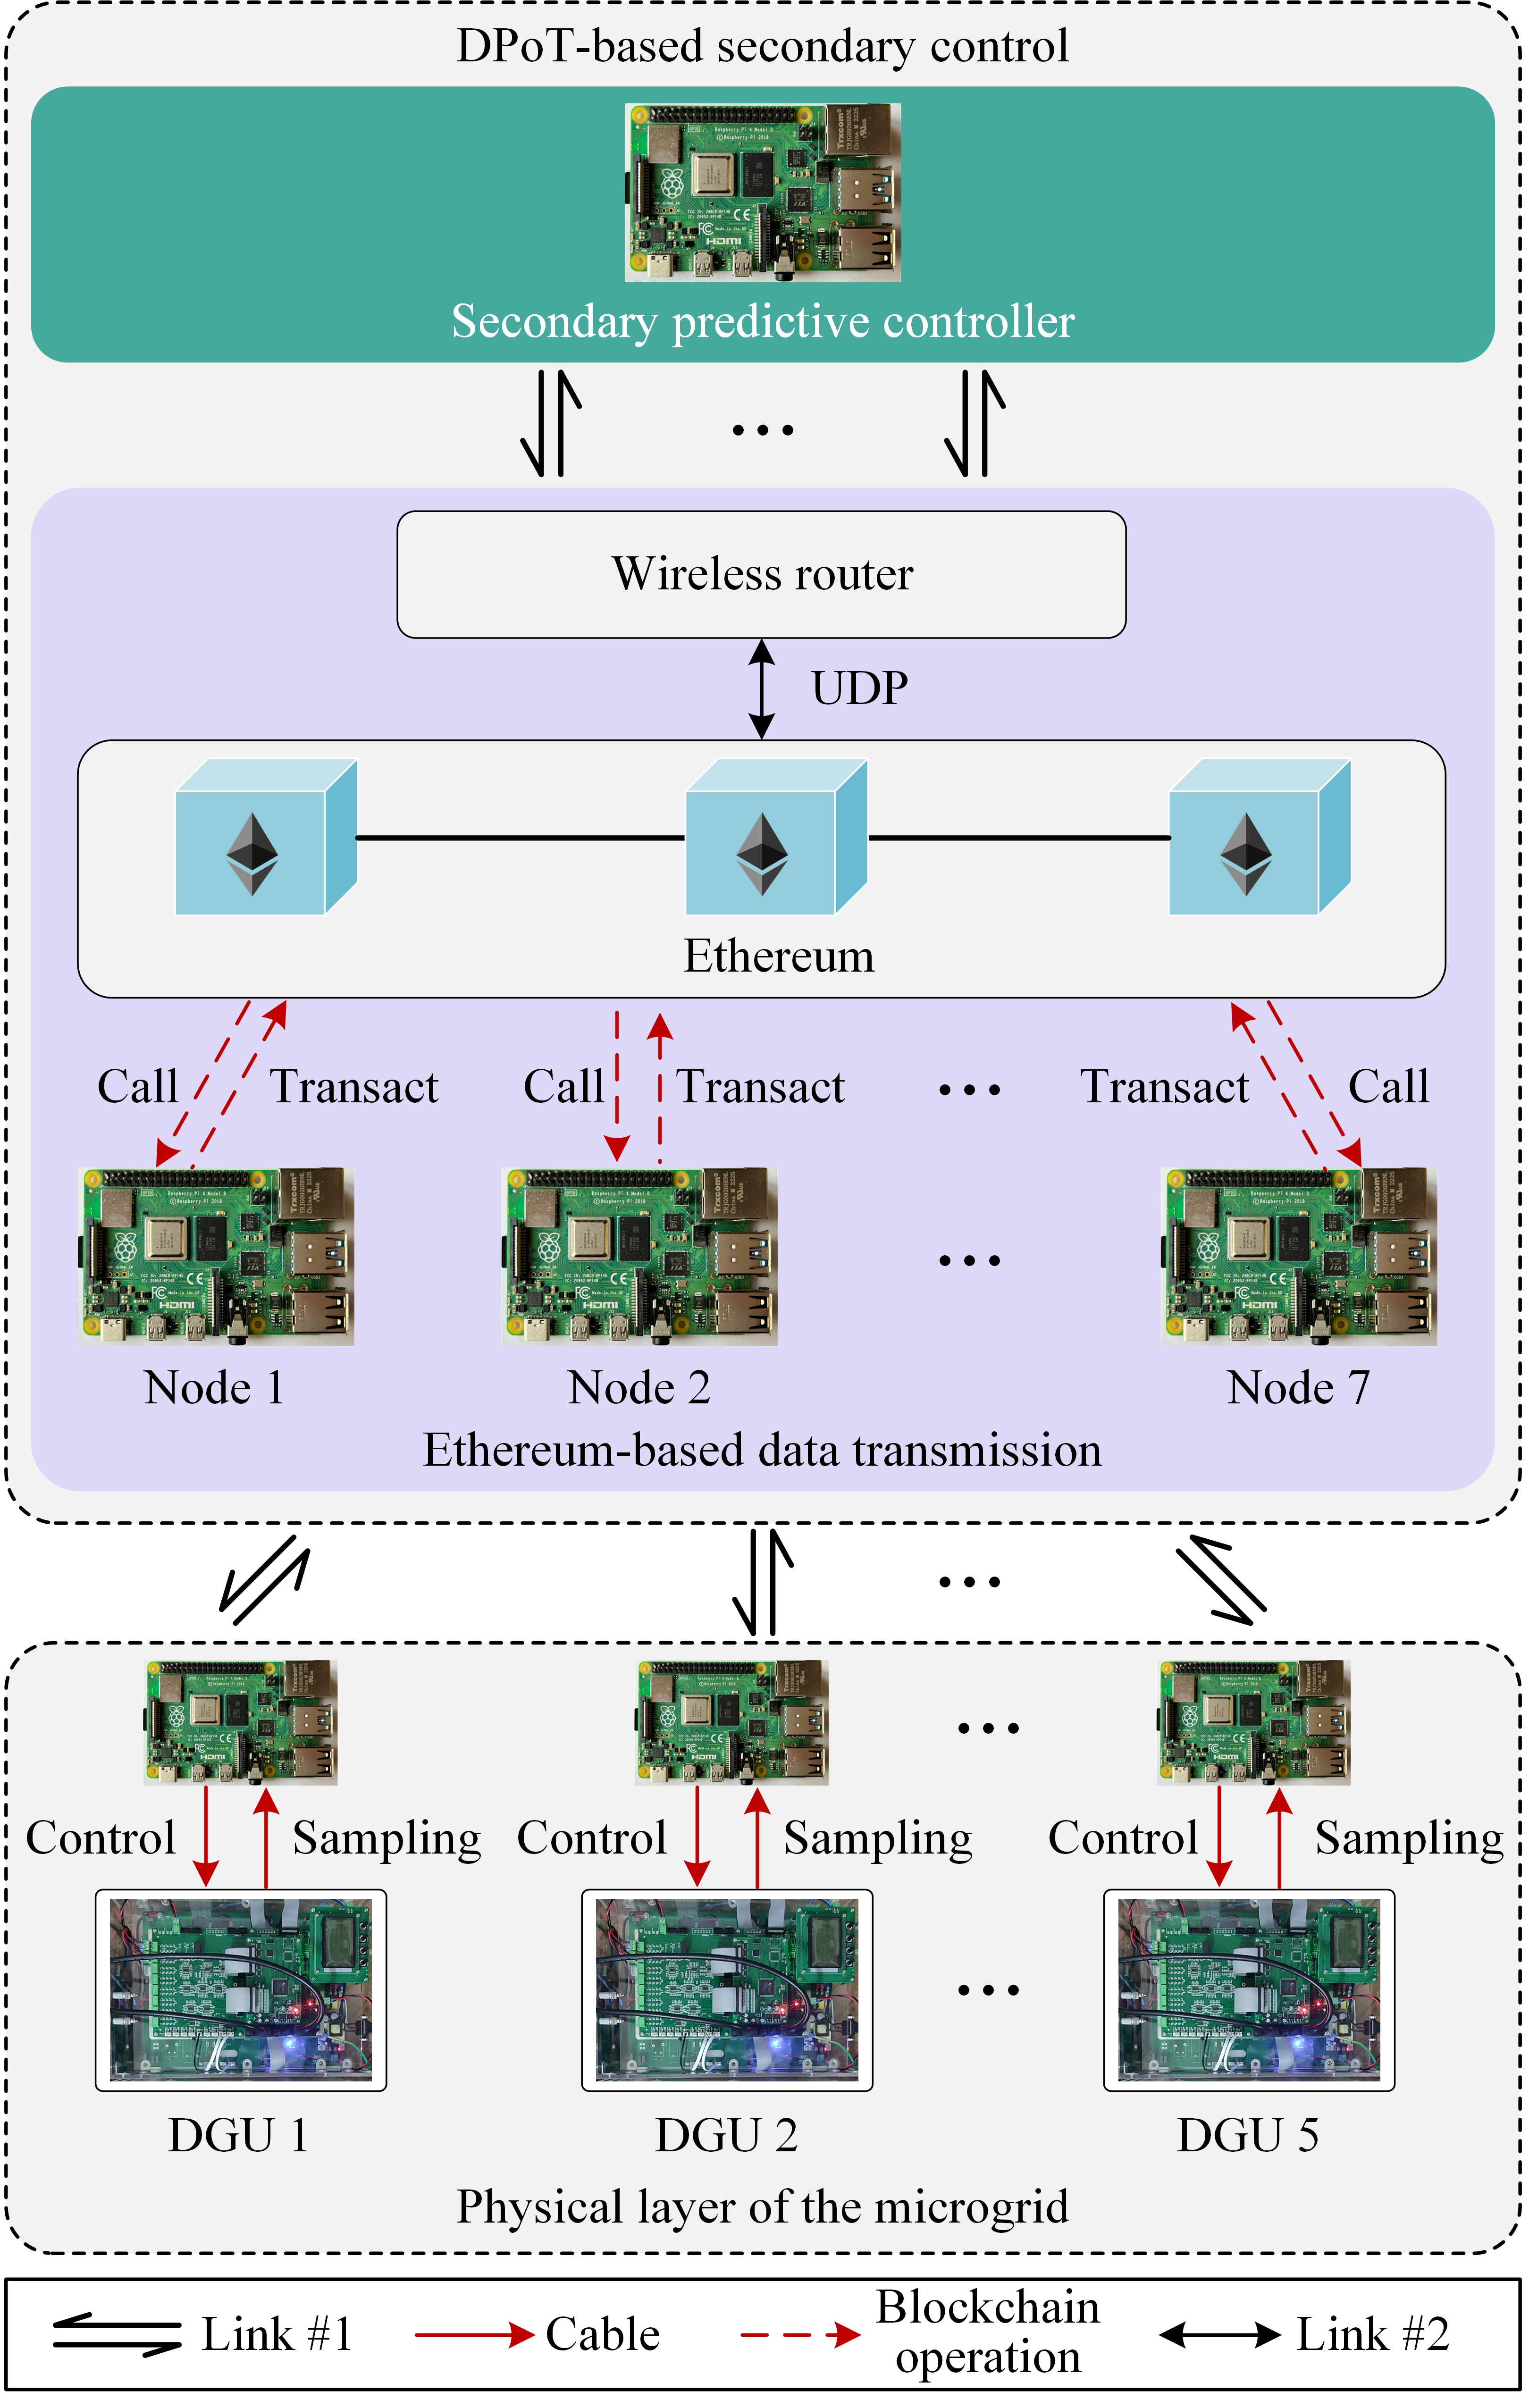 DPoT-based secondary control
Secondary predictive controller
Wireless router
UDP
Ethereum
Call
Transact
Call
Transact
Transact
Call
Node 1
Node 2
Node 7
Ethereum-based data transmission
Control
Sampling
Control
Sampling
Control
Sampling
DGU 1
DGU 2
DGU 5
Physical layer of the microgrid
Link #1
Cable
Blockchain
operation
Link #2